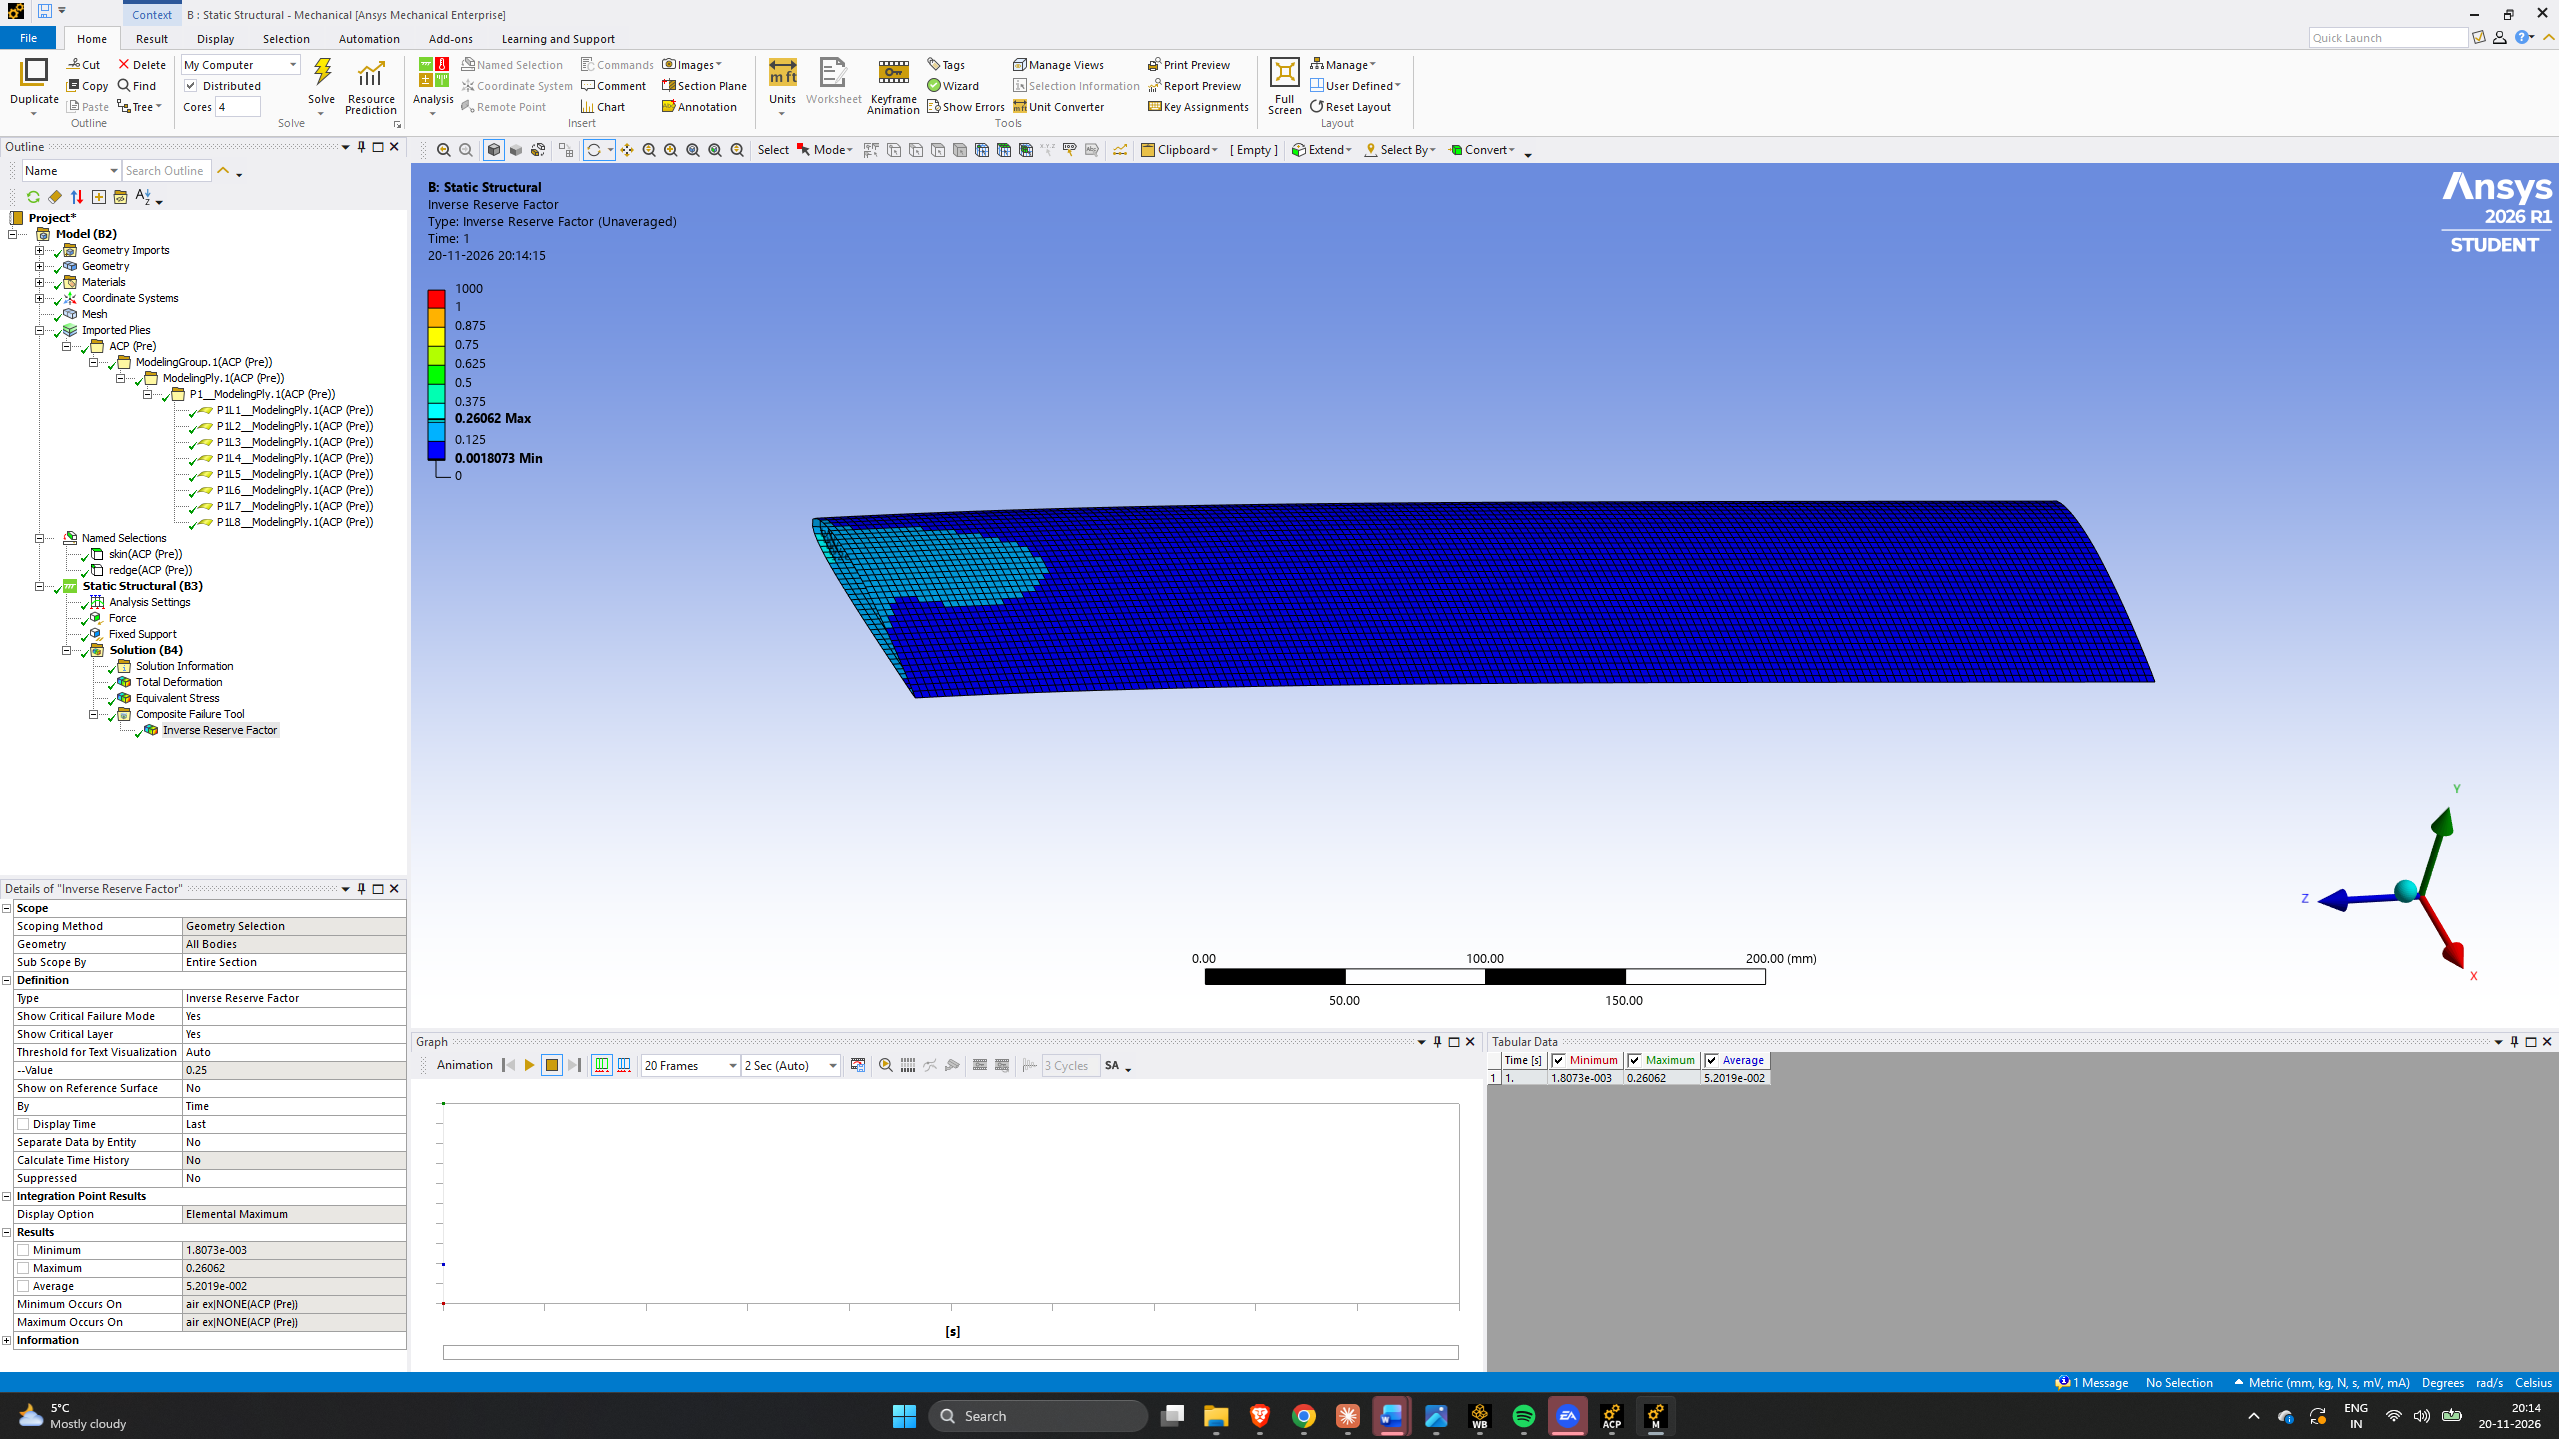 Context B : Static Structural - Mechanical [Ansys Mechanical Enterprise]
File Home Result Display Selection Automation Add-ons Learning and Support Quick Launch
Duplicate Cut Copy Paste Delete Find Tree
Outline
My Computer
Distributed
Cores 4
Solve Resource Prediction
Solve
Analysis Named Selection Coordinate System Remote Point Commands Comment Chart Images Section Plane Annotation
Insert
Units Worksheet Keyframe Animation Tags Wizard Show Errors Manage Views Selection Information Unit Converter Print Preview Report Preview Key Assignments
Tools
Full Screen Manage User Defined Reset Layout
Layout
Outline
Name Search Outline
Select Mode Clipboard [ Empty ] Extend Select By Convert
Project*
Model (B2)
Geometry Imports
Geometry
Materials
Coordinate Systems
Mesh
Imported Plies
ACP (Pre)
ModelingGroup.1(ACP (Pre))
ModelingPly.1(ACP (Pre))
P1__ModelingPly.1(ACP (Pre))
P1L1__ModelingPly.1(ACP (Pre))
P1L2__ModelingPly.1(ACP (Pre))
P1L3__ModelingPly.1(ACP (Pre))
P1L4__ModelingPly.1(ACP (Pre))
P1L5__ModelingPly.1(ACP (Pre))
P1L6__ModelingPly.1(ACP (Pre))
P1L7__ModelingPly.1(ACP (Pre))
P1L8__ModelingPly.1(ACP (Pre))
Named Selections
skin(ACP (Pre))
redge(ACP (Pre))
Static Structural (B3)
Analysis Settings
Force
Fixed Support
Solution (B4)
Solution Information
Total Deformation
Equivalent Stress
Composite Failure Tool
Inverse Reserve Factor
B: Static Structural
Inverse Reserve Factor
Type: Inverse Reserve Factor (Unaveraged)
Time: 1
20-11-2026 20:14:15
1000
1
0.875
0.75
0.625
0.5
0.375
0.26062 Max
0.125
0.0018073 Min
0
Ansys
2026 R1
STUDENT
Y
Z
X
0.00 100.00 200.00 (mm)
50.00 150.00
Details of "Inverse Reserve Factor"
Scope
Scoping Method Geometry Selection
Geometry All Bodies
Sub Scope By Entire Section
Definition
Type Inverse Reserve Factor
Show Critical Failure Mode Yes
Show Critical Layer Yes
Threshold for Text Visualization Auto
--Value 0.25
Show on Reference Surface No
By Time
Display Time Last
Separate Data by Entity No
Calculate Time History No
Suppressed No
Integration Point Results
Display Option Elemental Maximum
Results
Minimum 1.8073e-003
Maximum 0.26062
Average 5.2019e-002
Minimum Occurs On air ex|NONE(ACP (Pre))
Maximum Occurs On air ex|NONE(ACP (Pre))
Information
Graph
Animation 20 Frames 2 Sec (Auto) 3 Cycles SA
[s]
Tabular Data
Time [s] Minimum Maximum Average
1 1. 1.8073e-003 0.26062 5.2019e-002
1 Message No Selection Metric (mm, kg, N, s, mV, mA) Degrees rad/s Celsius
5°C
Mostly cloudy
Search
WB
EA
ACP
M
ENG
IN
20:14
20-11-2026